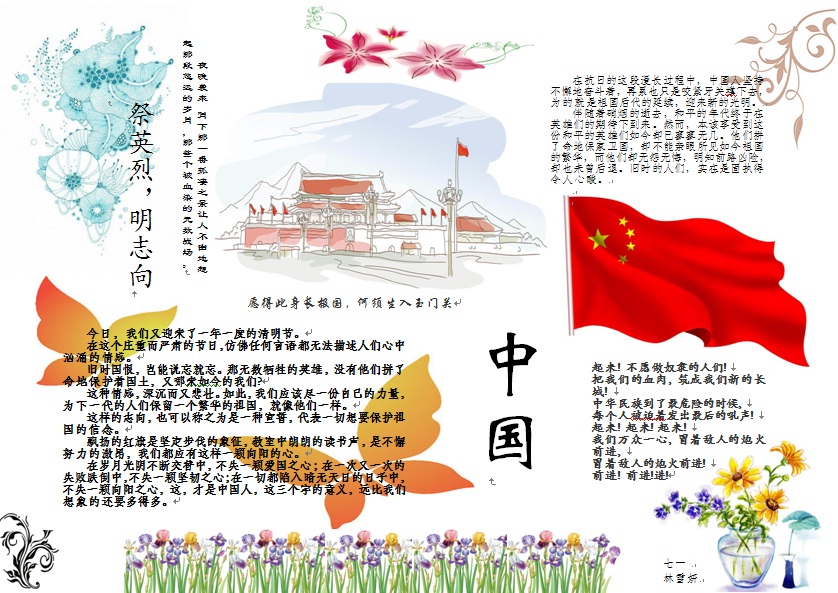 祭英烈，明志向
夜晚袭来，月下那一番孤凄之景让人不由地想
起那段悠远的岁月，那些个被血染的无数战场。
在抗日的这段漫长过程中，中国人坚持
不懈地奋斗着，再累也只是咬紧牙关撑下去，
为的就是祖国后代的延续，迎来新的光明。
伴随着硝烟的逝去，和平的年代终于在
英雄们的期待下到来。然而，本该享受到这
份和平的英雄们如今却已寥寥无几。他们拼
了命地保家卫国，却不能亲眼所见如今祖国
的繁华，而他们却无怨无悔，明知前路凶险，
却也未曾后退。旧时的人们，实在是固执得
令人心酸。
愿得此身长报国，何须生入玉门关
今日，我们又迎来了一年一度的清明节。
在这个庄重而严肃的节日，仿佛任何言语都无法描述人们心中
汹涌的情感。
旧时国恨，岂能说忘就忘。那无数牺牲的英雄，没有他们拼了
命地保护着国土，又哪来如今的我们？
这种情感，深沉而又悲壮。如此，我们应该尽一份自己的力量，
为下一代的人们保留一个繁华的祖国，就像他们一样。
这样的志向，也可以称之为是一种宣誓，代表一切想要保护祖
国的信念。
飘扬的红旗是坚定步伐的象征，教室中朗朗的读书声，是不懈
努力的激昂，我们都应有这样一颗向阳的心。
在岁月光阴不断交替中，不失一颗爱国之心；在一次又一次的
失败跌倒中，不失一颗坚韧之心；在一切都陷入暗无天日的日子中，
不失一颗向阳之心，这，才是中国人，这三个字的意义，远比我们
想象的还要多得多。
中国
起来！不愿做奴隶的人们！
把我们的血肉，筑成我们新的长
城！
中华民族到了最危险的时候，
每个人被迫着发出最后的吼声！
起来！起来！起来！
我们万众一心，冒着敌人的炮火
前进，
冒着敌人的炮火前进！
前进！前进！进！
七一
林雪妍